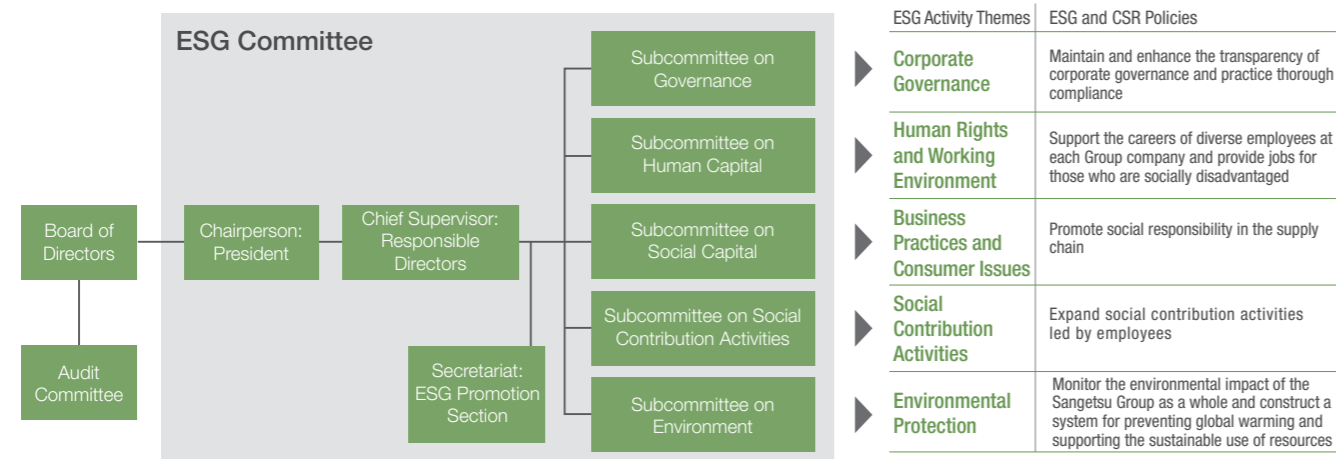 ESG Committee
Board of
Directors
Audit
Committee
Chairperson:
President
Chief Supervisor:
Responsible
Directors
Secretariat:
ESG Promotion
Section
Subcommittee on
Governance
Subcommittee on
Human Capital
Subcommittee on
Social Capital
Subcommittee on Social
Contribution Activities
Subcommittee on
Environment
ESG Activity Themes
ESG and CSR Policies
Corporate
Governance
Maintain and enhance the transparency of
corporate governance and practice thorough
compliance
Human Rights
and Working
Environment
Support the careers of diverse employees at
each Group company and provide jobs for
those who are socially disadvantaged
Business
Practices and
Consumer Issues
Promote social responsibility in the supply
chain
Social
Contribution
Activities
Expand social contribution activities
led by employees
Environmental
Protection
Monitor the environmental impact of the
Sangetsu Group as a whole and construct a
system for preventing global warming and
supporting the sustainable use of resources